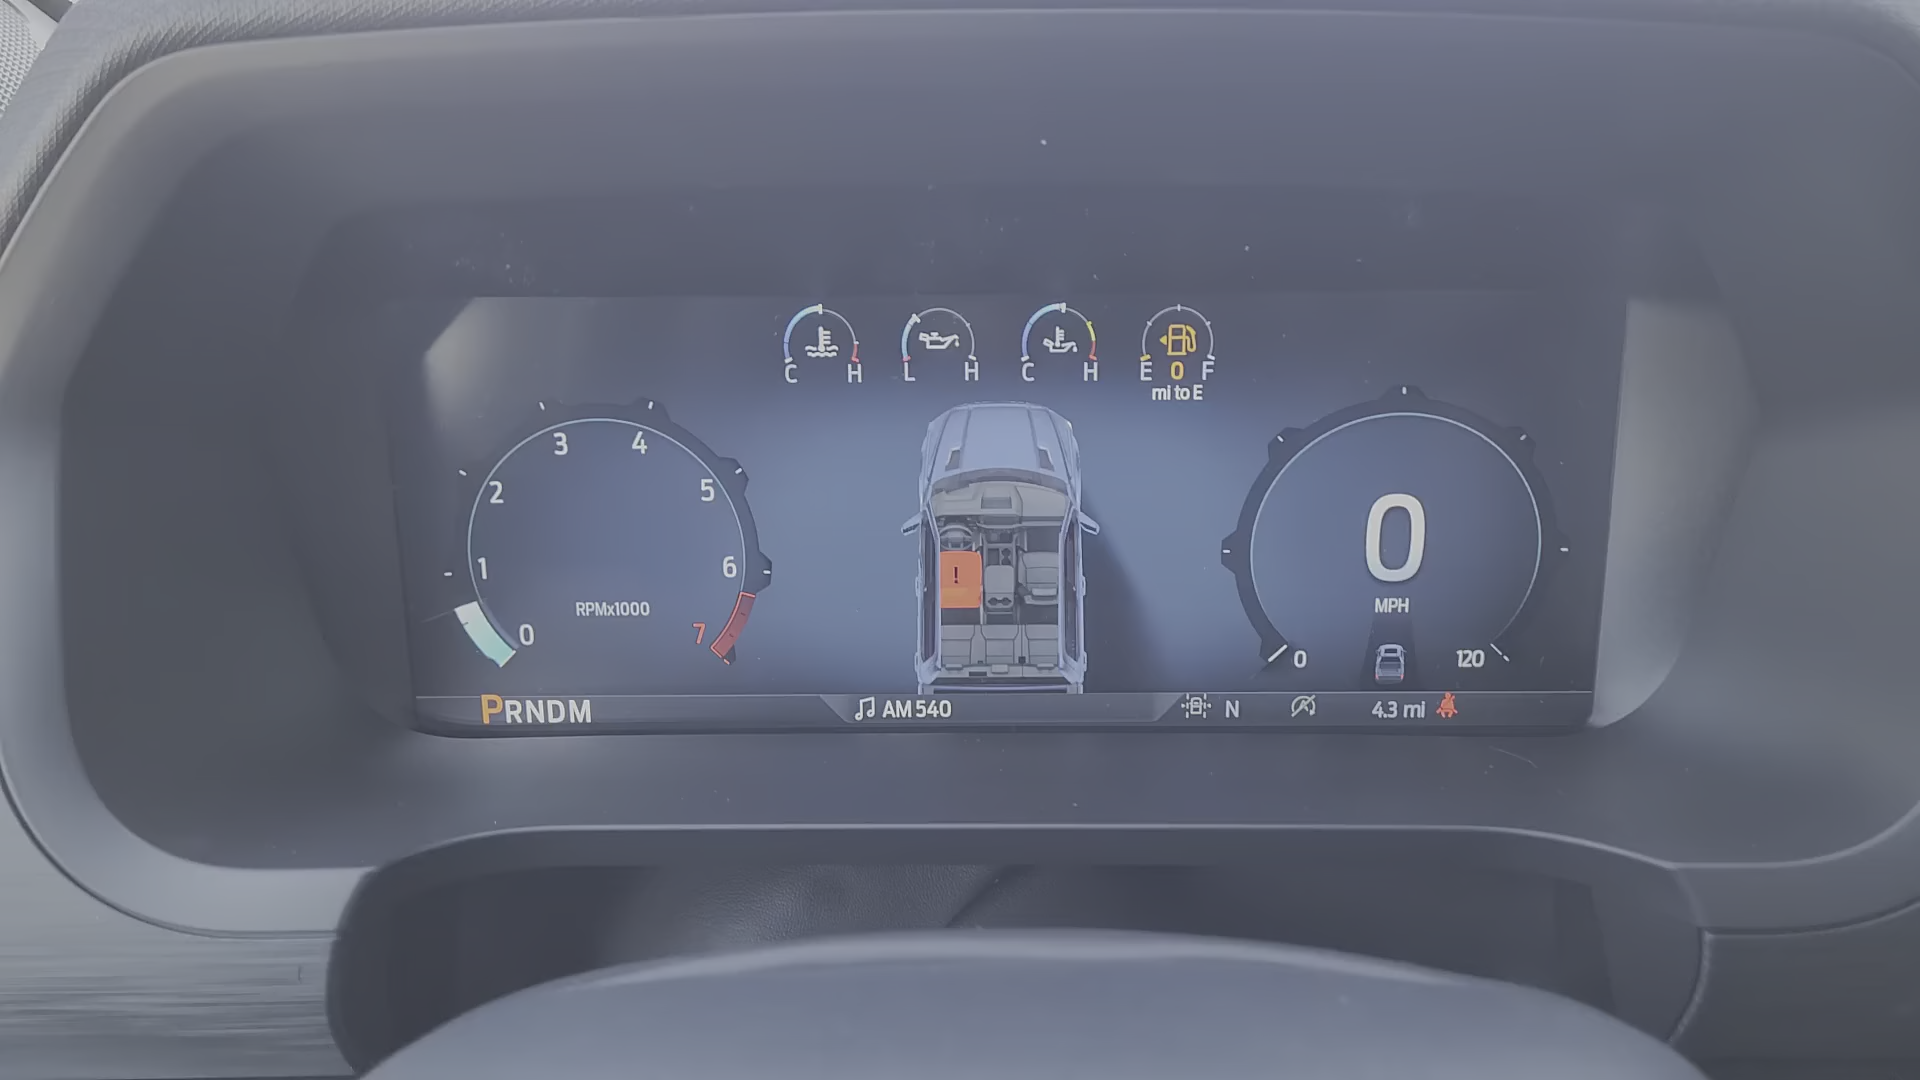 C H
L H
C H
E 0 F
mi to E
0 1 2 3 4 5 6 7
RPMx1000
!
0
MPH
0 120
PRNDM
AM 540
N
4.3 mi